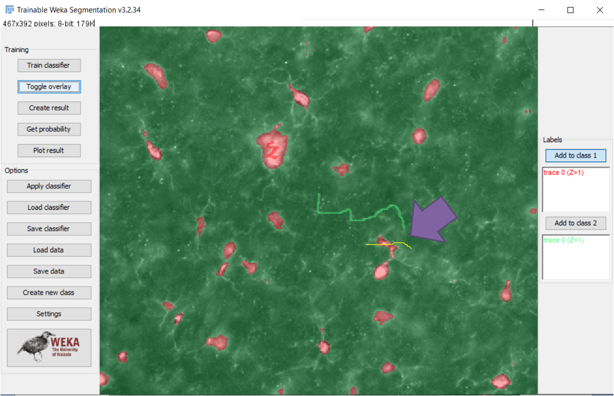 Trainable Weka Segmentation v3.2.34
467x392 pixels: 8-bit: 179K
Training
Train classifier
Toggle overlay
Create result
Get probability
Plot result
Options
Apply classifier
Load classifier
Save classifier
Load data
Save data
Create new class
Settings
WEKA
The University
of Waikato
Labels
Add to class 1
trace 0 (Z=1)
Add to class 2
trace 0 (Z=1)